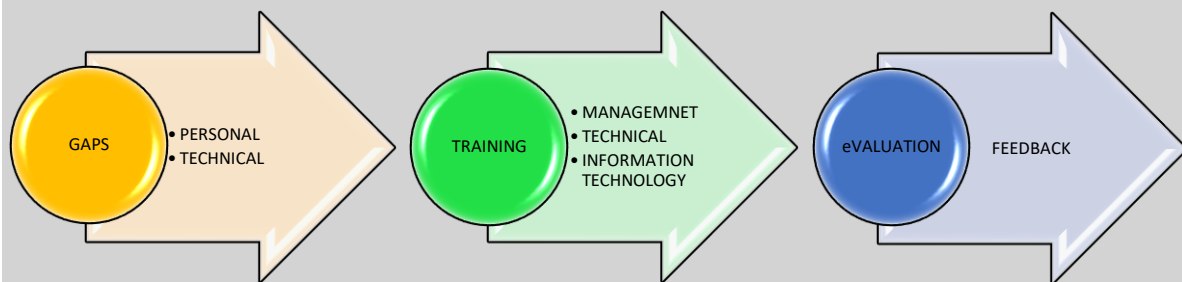 GAPS
• PERSONAL
• TECHNICAL
TRAINING
• MANAGEMNET
• TECHNICAL
• INFORMATION
TECHNOLOGY
eVALUATION
FEEDBACK